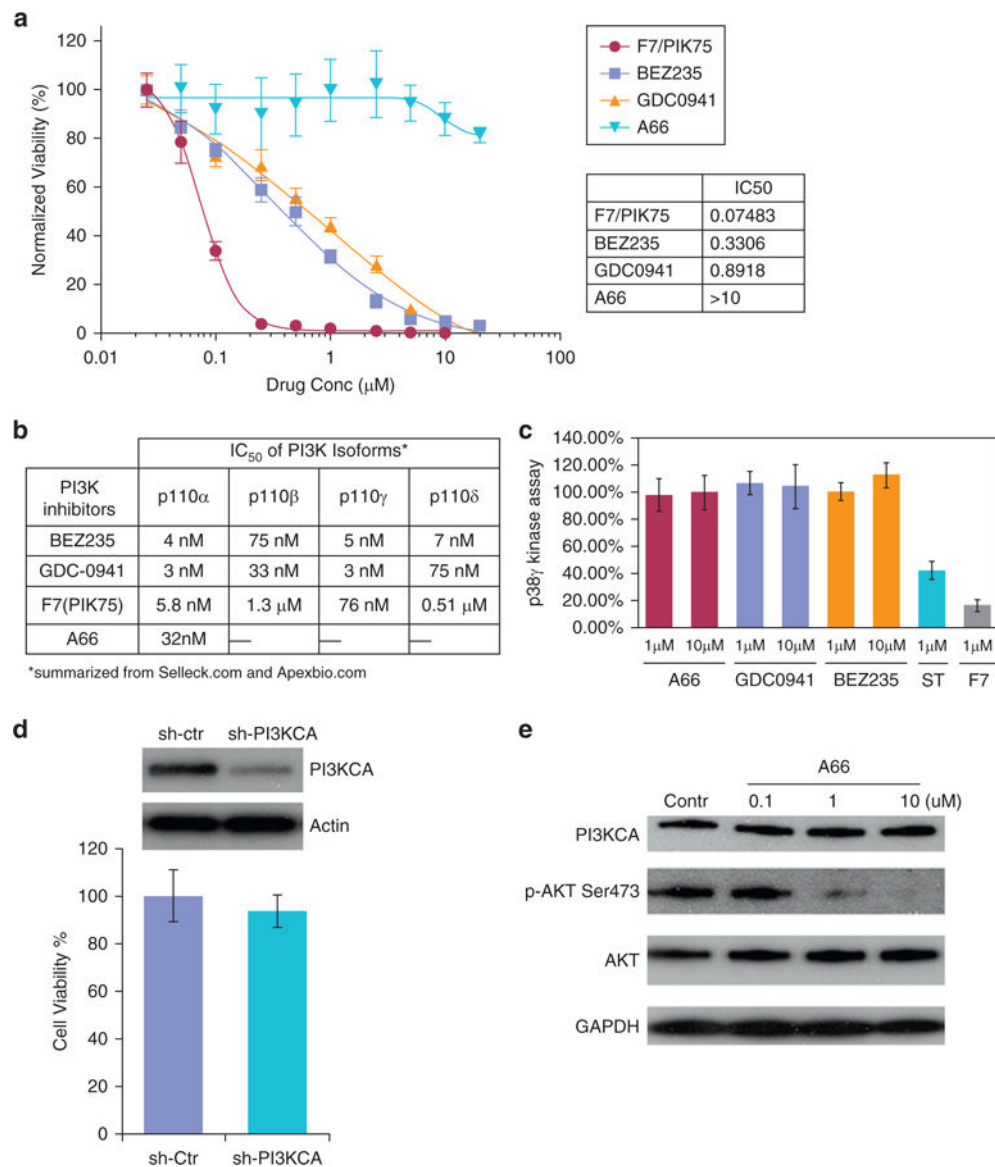 a
120
100
80
60
40
20
0
Normalized Viability (%)
0.01 0.1 1 10 100
Drug Conc (μM)
F7/PIK75
BEZ235
GDC0941
A66
IC50
F7/PIK75 0.07483
BEZ235 0.3306
GDC0941 0.8918
A66 >10
b
IC50 of PI3K Isoforms*
PI3K inhibitors p110α p110β p110γ p110δ
BEZ235 4 nM 75 nM 5 nM 7 nM
GDC-0941 3 nM 33 nM 3 nM 75 nM
F7(PIK75) 5.8 nM 1.3 μM 76 nM 0.51 μM
A66 32nM — — —
*summarized from Selleck.com and Apexbio.com
c
140.00%
120.00%
100.00%
80.00%
60.00%
40.00%
20.00%
0.00%
p38γ kinase assay
1μM 10μM 1μM 10μM 1μM 10μM 1μM 1μM
A66 GDC0941 BEZ235 ST F7
d
sh-ctr sh-PI3KCA
PI3KCA
Actin
120
100
80
60
40
20
0
Cell Viability %
sh-Ctr sh-PI3KCA
e
A66
Contr 0.1 1 10 (uM)
PI3KCA
p-AKT Ser473
AKT
GAPDH